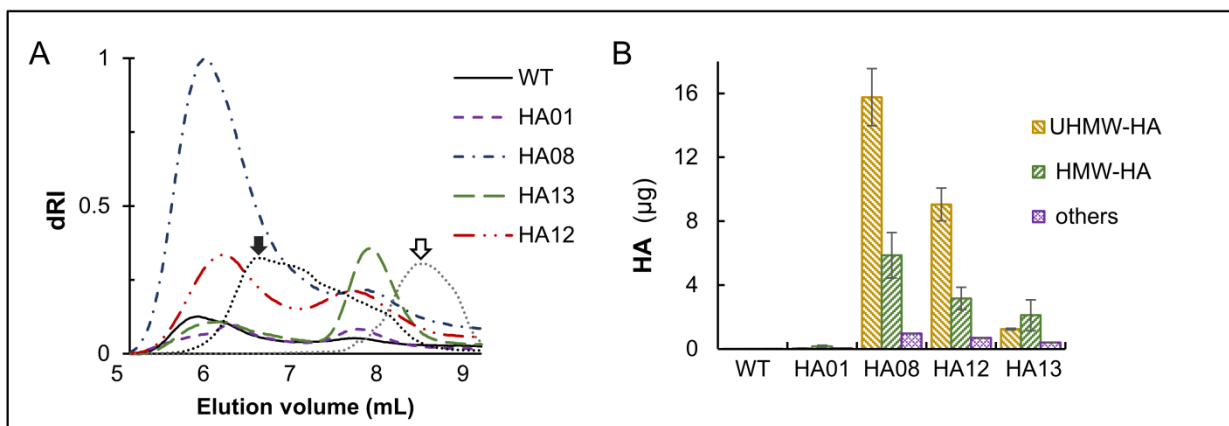 A
1
0.5
0
dRI
5
6
7
8
9
Elution volume (mL)
WT
HA01
HA08
HA13
HA12
B
16
12
8
4
0
HA (μg)
WT
HA01
HA08
HA12
HA13
UHMW-HA
HMW-HA
others